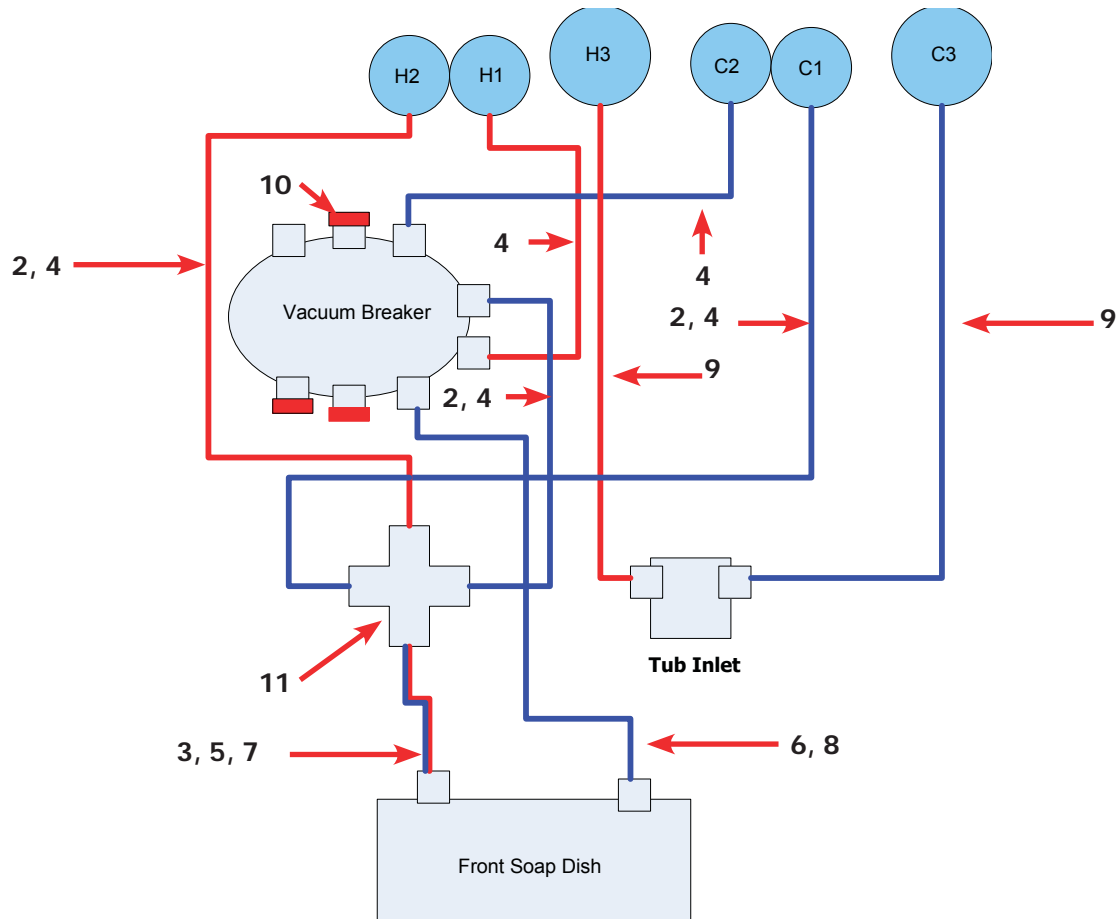 H2
H1
H3
C2
C1
C3
10
4
2, 4
4
Vacuum Breaker
2, 4
9
9
2, 4
Tub Inlet
11
3, 5, 7
6, 8
Front Soap Dish